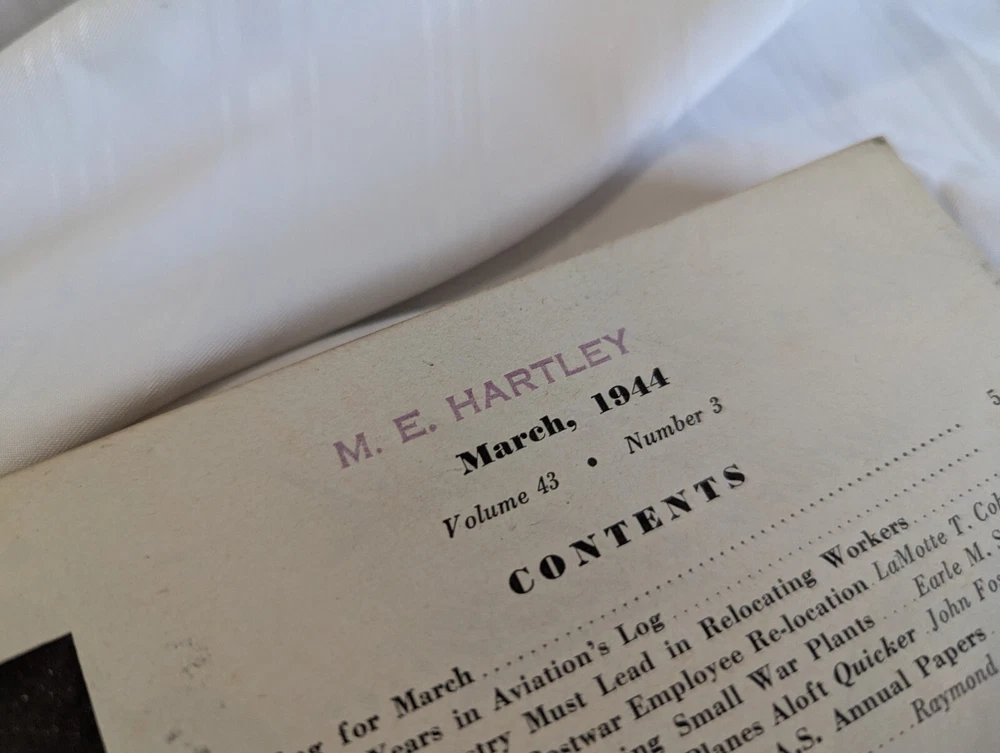 M. E. HARTLEY
March, 1944
Volume 43 • Number 3
CONTENTS
for March 5
Years in Aviation's Log
Must Lead in Relocating Workers
Postwar Employee Re-location LaMotte T.
Small War Plants Earle M.
Planes Aloft Quicker John
Annual Papers
Raymond